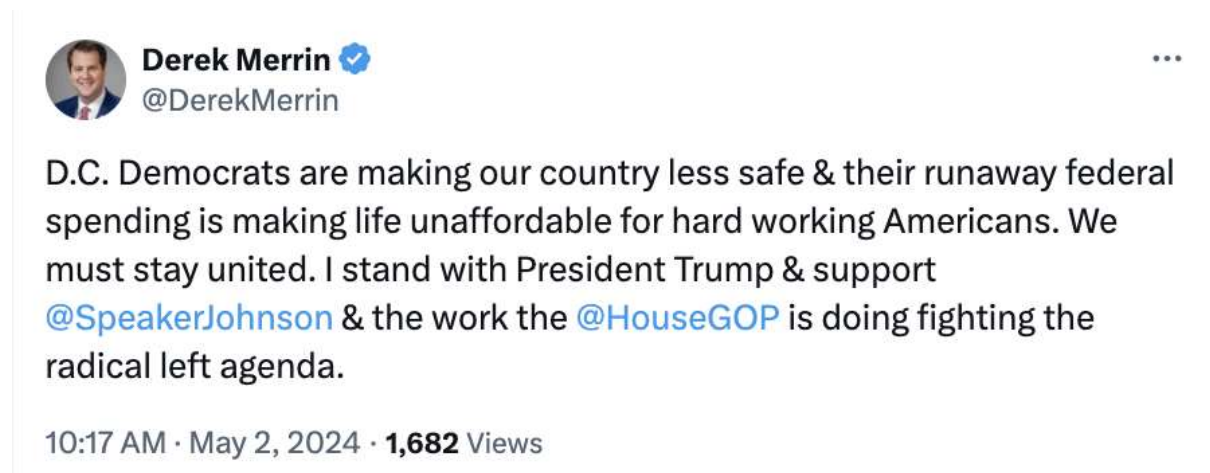 Derek Merrin
@DerekMerrin
D.C. Democrats are making our country less safe & their runaway federal
spending is making life unaffordable for hard working Americans. We
must stay united. I stand with President Trump & support
@SpeakerJohnson & the work the @HouseGOP is doing fighting the
radical left agenda.
10:17 AM · May 2, 2024 · 1,682 Views